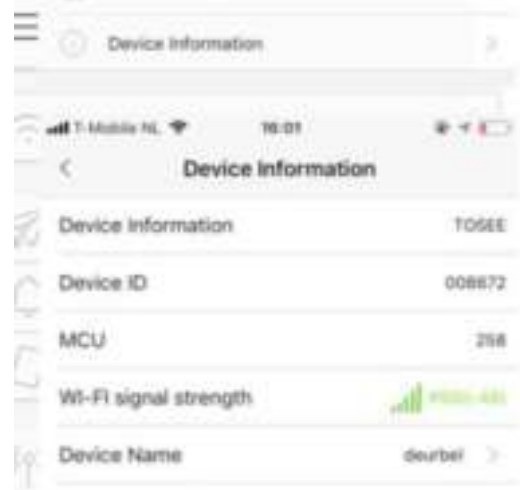 Device Information
T-Mobile NL 16:01
Device Information
Device Information TOSEE
Device ID 008672
MCU 258
Wi-Fi signal strength
Device Name deurbel